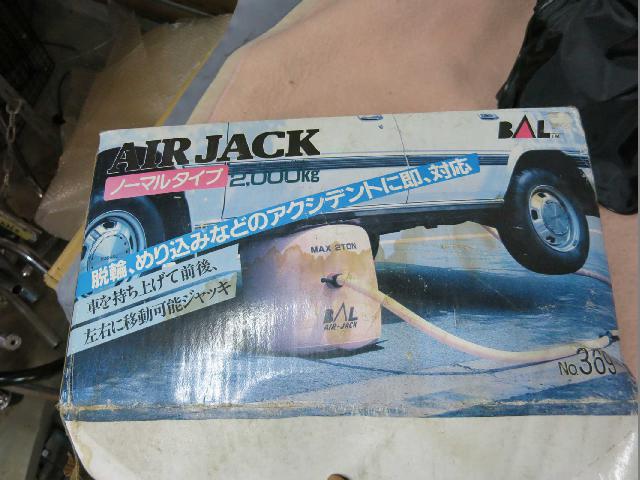 AIR JACK
BAL
ノーマルタイプ 2,000kg
脱輪、めり込みなどのアクシデントに即、対応
車を持ち上げて前後、
左右に移動可能ジャッキ
MAX 2TON
BAL
AIR-JACK
No.369